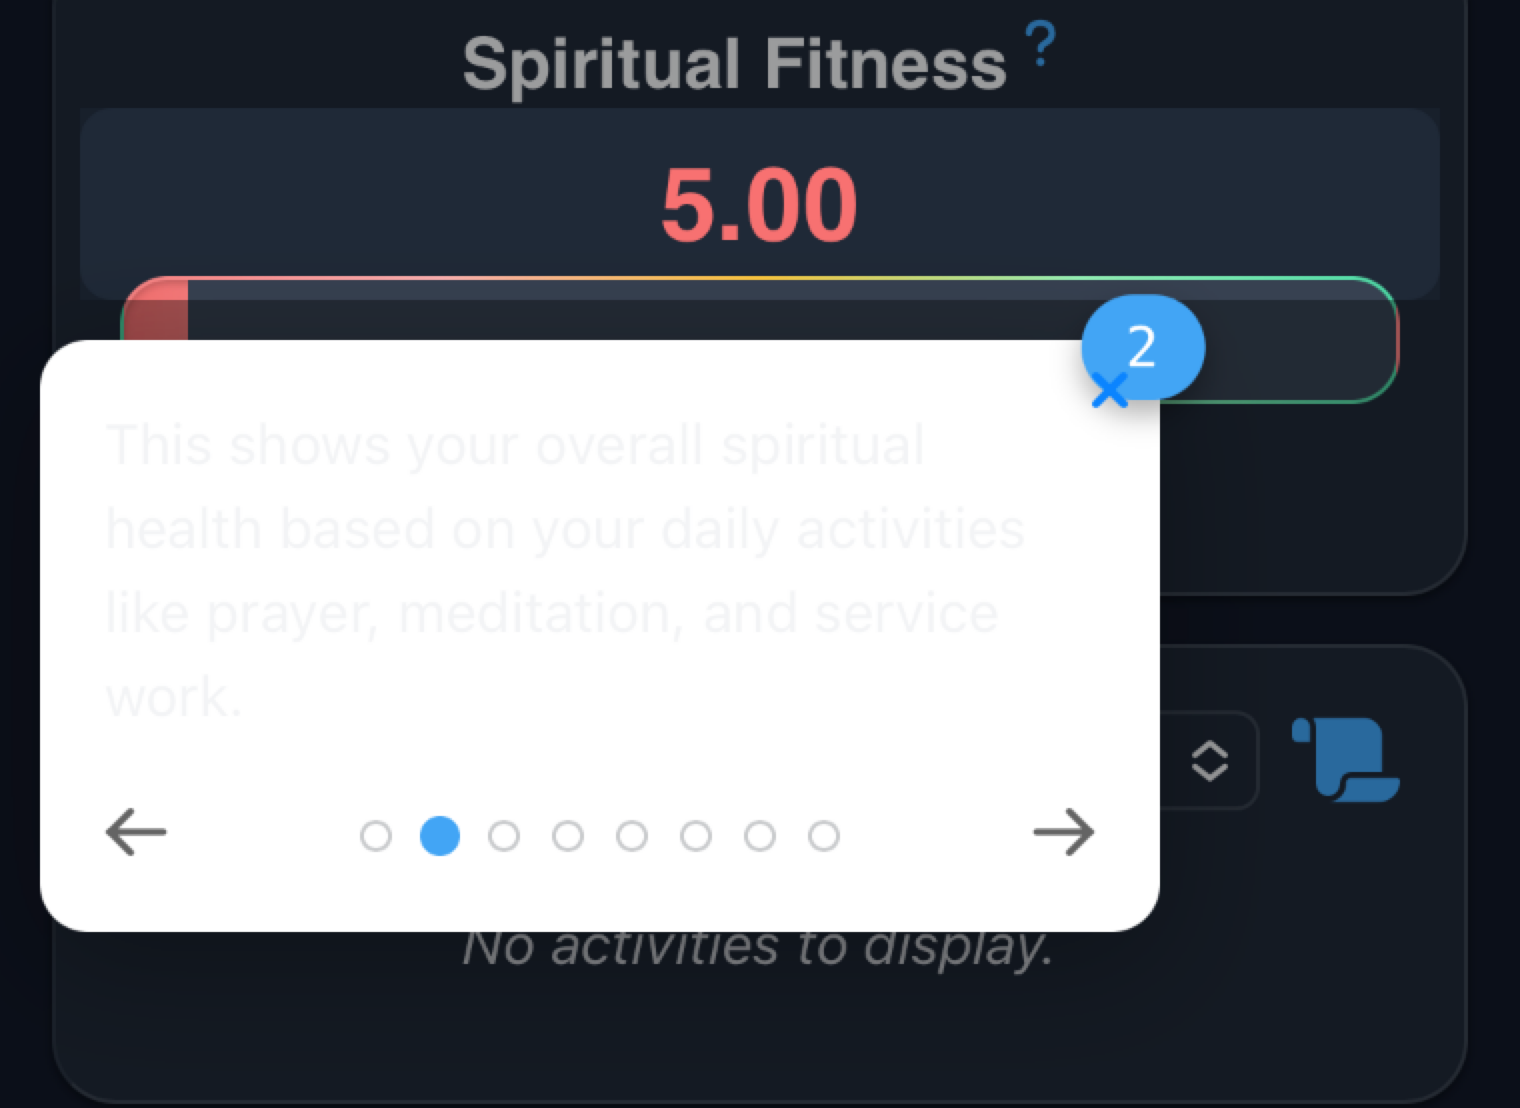 Spiritual Fitness ?
5.00
2
This shows your overall spiritual
health based on your daily activities
like prayer, meditation, and service
work.
No activities to display.